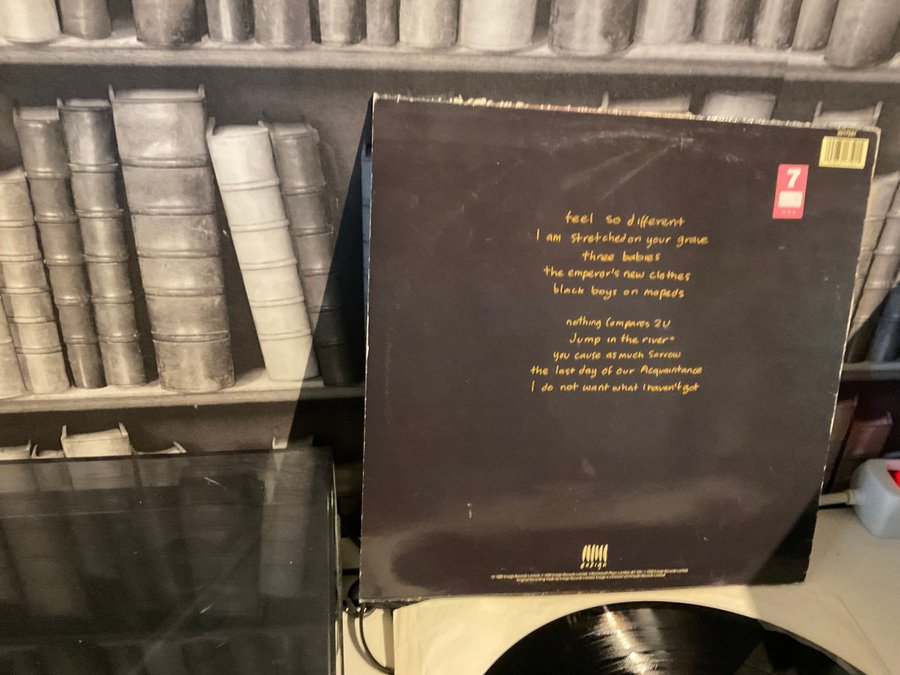 7
feel so different
I am stretched on your grave
three babies
the emperor's new clothes
black boys on mopeds
nothing Compares 2U
Jump in the river*
you cause as much Sorrow
the last day of our Acquaintance
I do not want what I haven't got
ensign